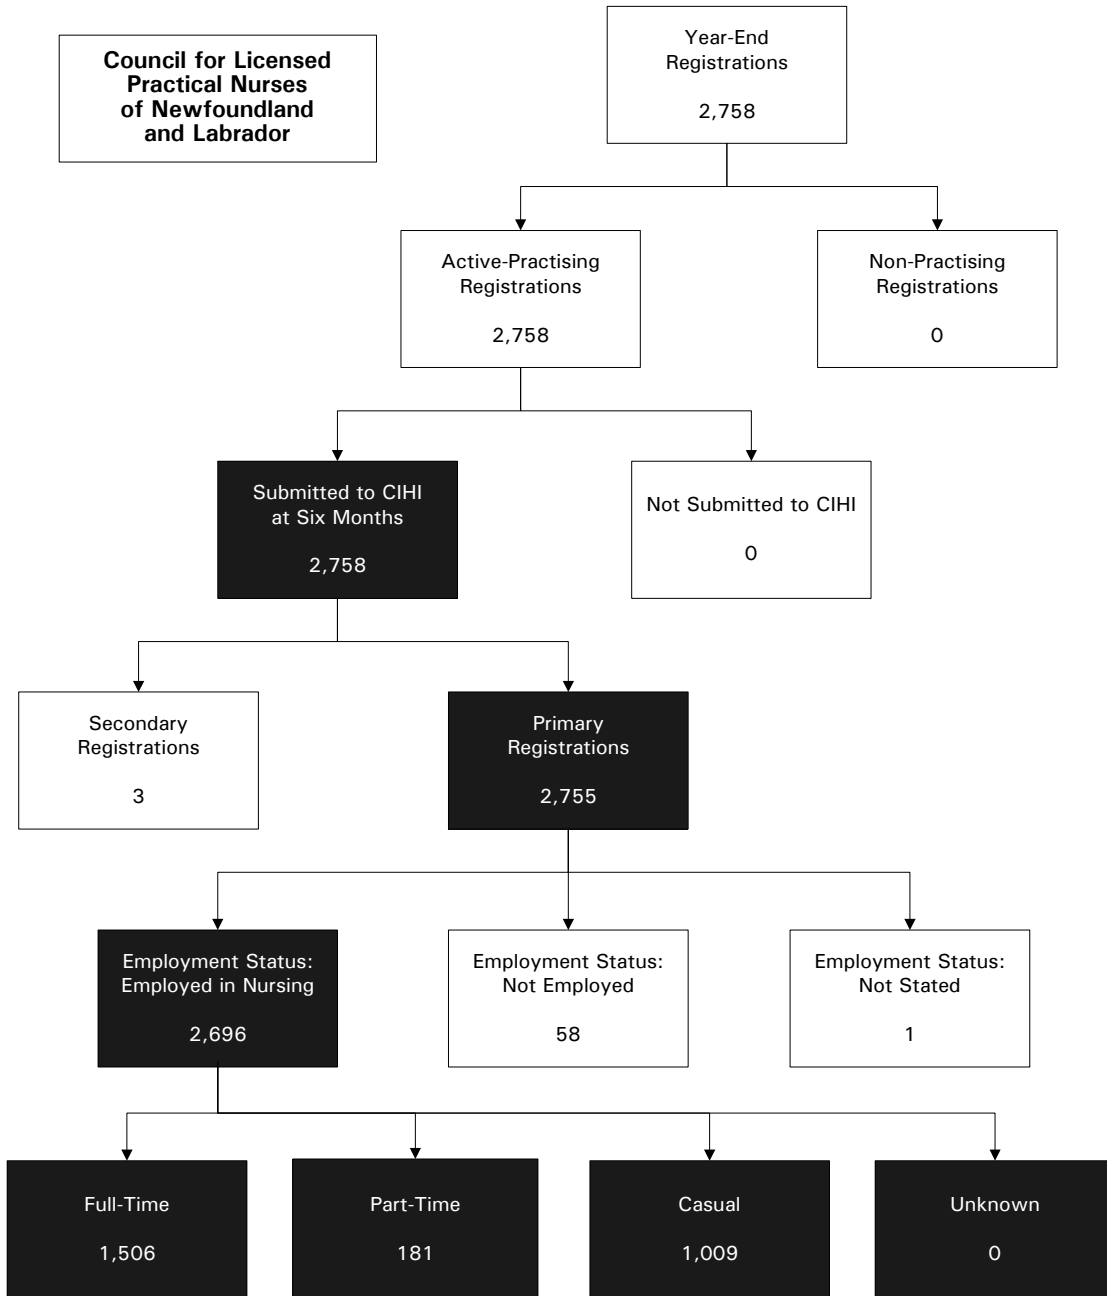 Council for Licensed
Practical Nurses
of Newfoundland
and Labrador
Year-End
Registrations
2,758
Active-Practising
Registrations
2,758
Non-Practising
Registrations
0
Submitted to CIHI
at Six Months
2,758
Not Submitted to CIHI
0
Secondary
Registrations
3
Primary
Registrations
2,755
Employment Status:
Employed in Nursing
2,696
Employment Status:
Not Employed
58
Employment Status:
Not Stated
1
Full-Time
1,506
Part-Time
181
Casual
1,009
Unknown
0